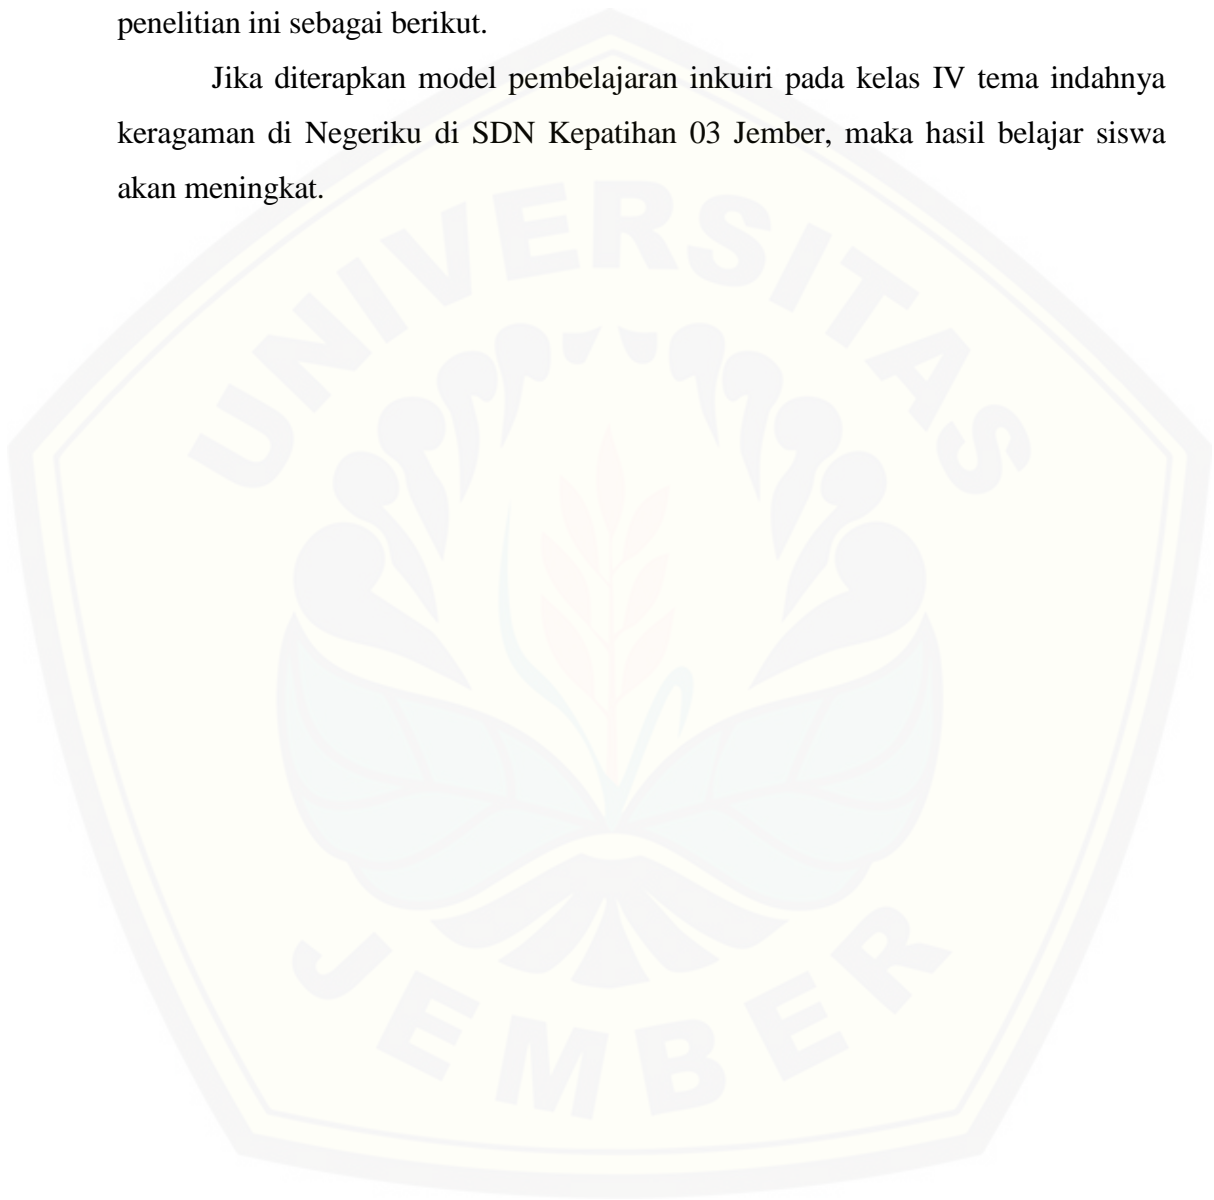 penelitian ini sebagai berikut.
Jika diterapkan model pembelajaran inkuiri pada kelas IV tema indahnya
keragaman di Negeriku di SDN Kepatihan 03 Jember, maka hasil belajar siswa
akan meningkat.
UNIVERSITAS
JEMBER